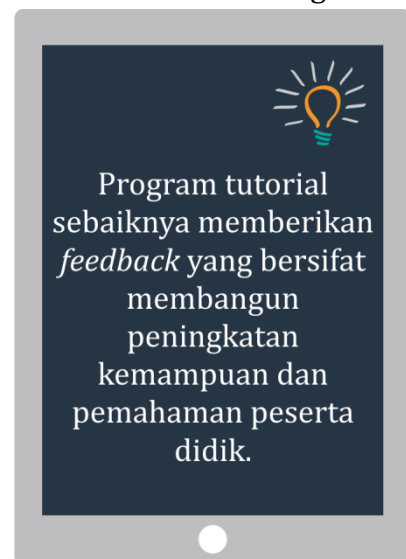 Program tutorial
sebaiknya memberikan
feedback yang bersifat
membangun
peningkatan
kemampuan dan
pemahaman peserta
didik.